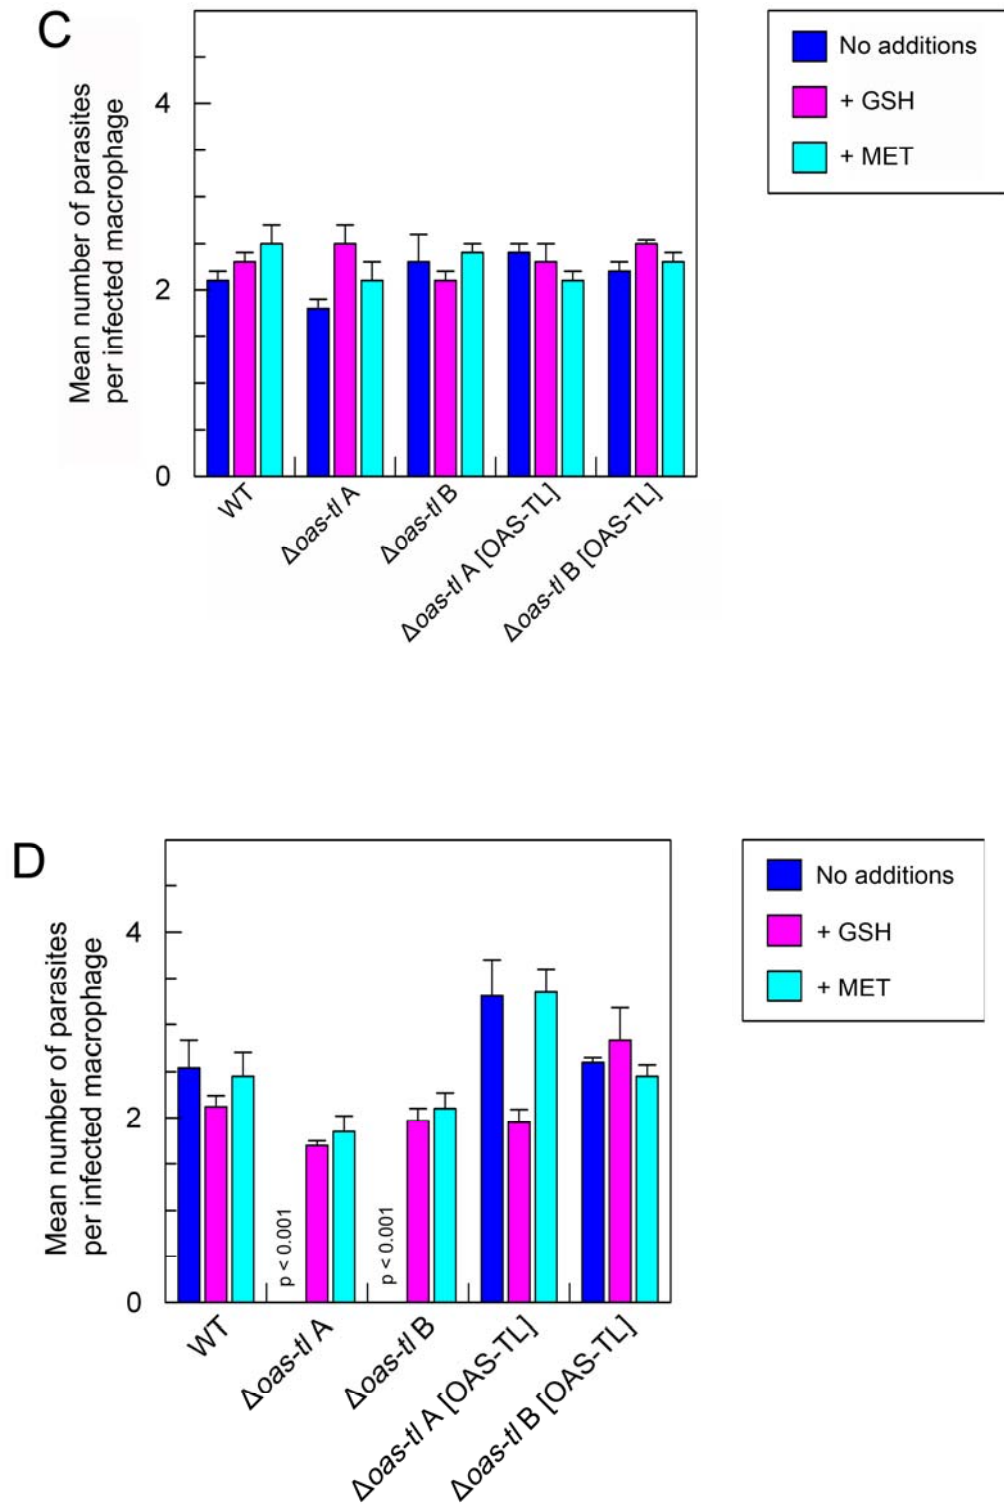 C
Mean number of parasites
per infected macrophage
4
2
0
WT
Δoas-tl A
Δoas-tl B
Δoas-tl A [OAS-TL]
Δoas-tl B [OAS-TL]
No additions
+ GSH
+ MET
D
Mean number of parasites
per infected macrophage
4
2
0
p < 0.001
p < 0.001
WT
Δoas-tl A
Δoas-tl B
Δoas-tl A [OAS-TL]
Δoas-tl B [OAS-TL]
No additions
+ GSH
+ MET